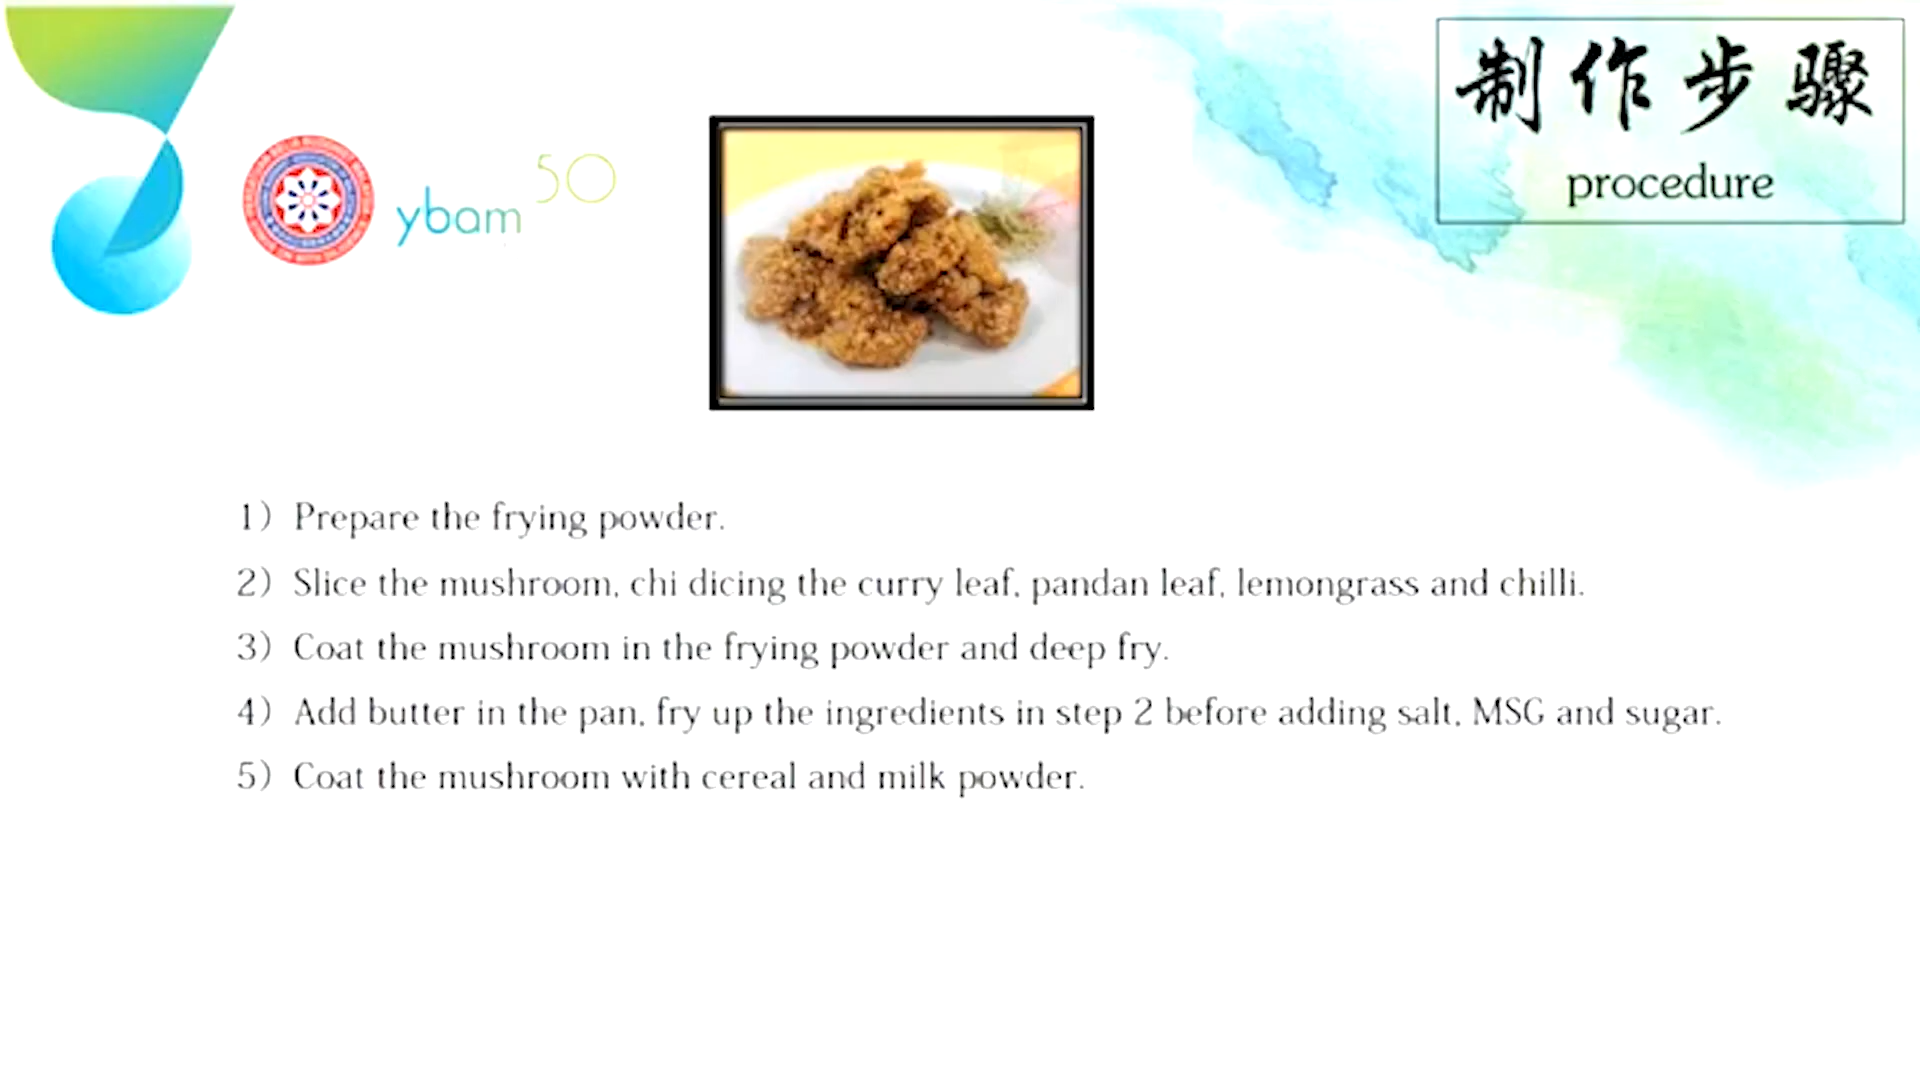 制作步骤
procedure
ybam 50
1) Prepare the frying powder.
2) Slice the mushroom, chi dicing the curry leaf, pandan leaf, lemongrass and chilli.
3) Coat the mushroom in the frying powder and deep fry.
4) Add butter in the pan, fry up the ingredients in step 2 before adding salt, MSG and sugar.
5) Coat the mushroom with cereal and milk powder.